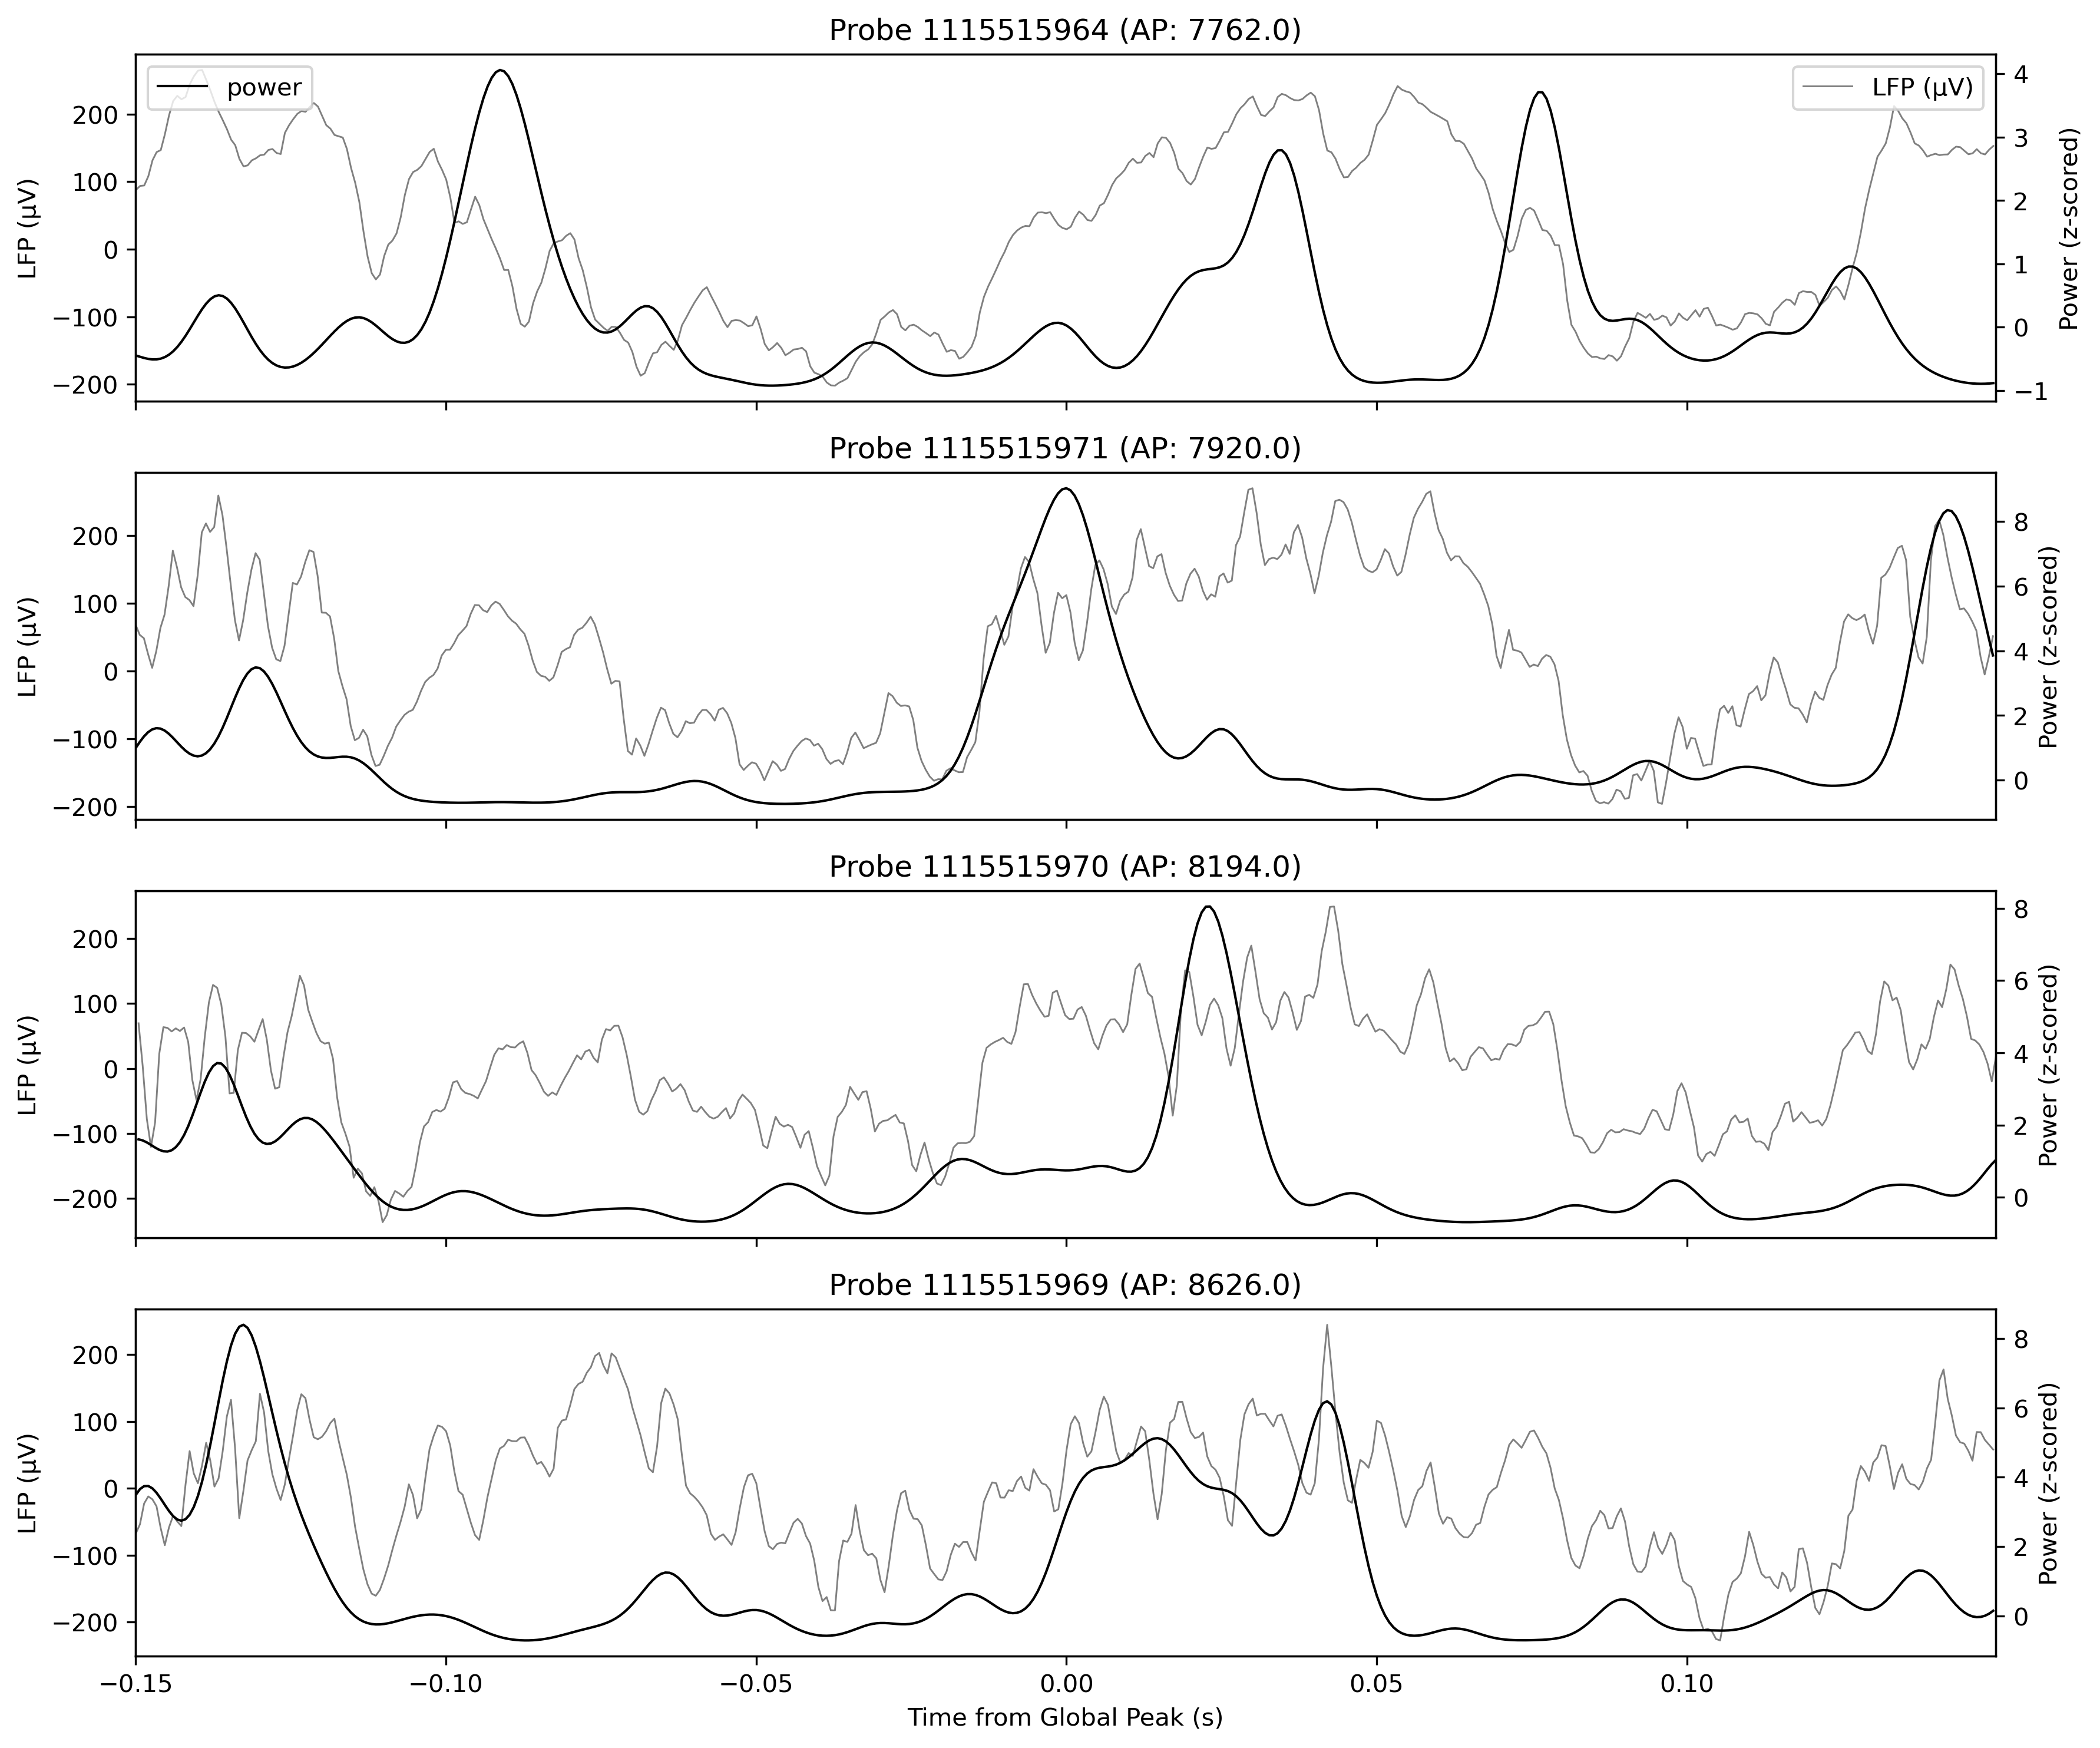 Probe 1115515964 (AP: 7762.0)
power
LFP (µV)
LFP (µV)
200
100
0
−100
−200
4
3
2
1
0
−1
Power (z-scored)
Probe 1115515971 (AP: 7920.0)
LFP (µV)
200
100
0
−100
−200
8
6
4
2
0
Power (z-scored)
Probe 1115515970 (AP: 8194.0)
LFP (µV)
200
100
0
−100
−200
8
6
4
2
0
Power (z-scored)
Probe 1115515969 (AP: 8626.0)
LFP (µV)
200
100
0
−100
−200
8
6
4
2
0
Power (z-scored)
−0.15 −0.10 −0.05 0.00 0.05 0.10
Time from Global Peak (s)